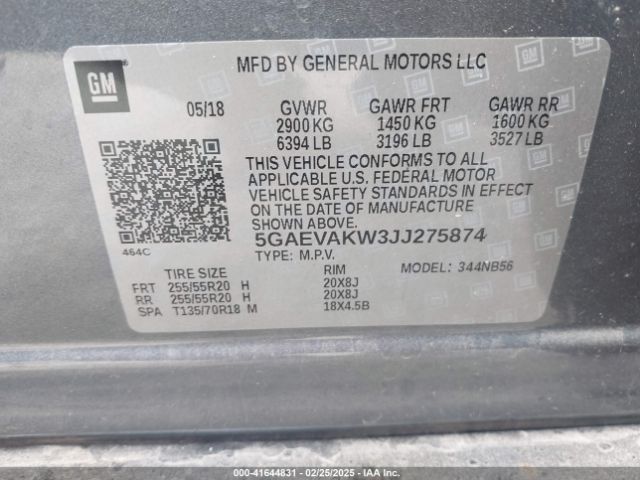 GM
MFD BY GENERAL MOTORS LLC
05/18 GVWR GAWR FRT GAWR RR
2900 KG 1450 KG 1600 KG
6394 LB 3196 LB 3527 LB
THIS VEHICLE CONFORMS TO ALL
APPLICABLE U.S. FEDERAL MOTOR
VEHICLE SAFETY STANDARDS IN EFFECT
ON THE DATE OF MANUFACTURE
SHOWN ABOVE.
464C
5GAEVAKW3JJ275874
TYPE: M.P.V. MODEL: 344NB56
TIRE SIZE RIM
FRT 255/55R20 H 20X8J
RR 255/55R20 H 20X8J
SPA T135/70R18 M 18X4.5B
000-41644831 - 02/25/2025 - IAA Inc.